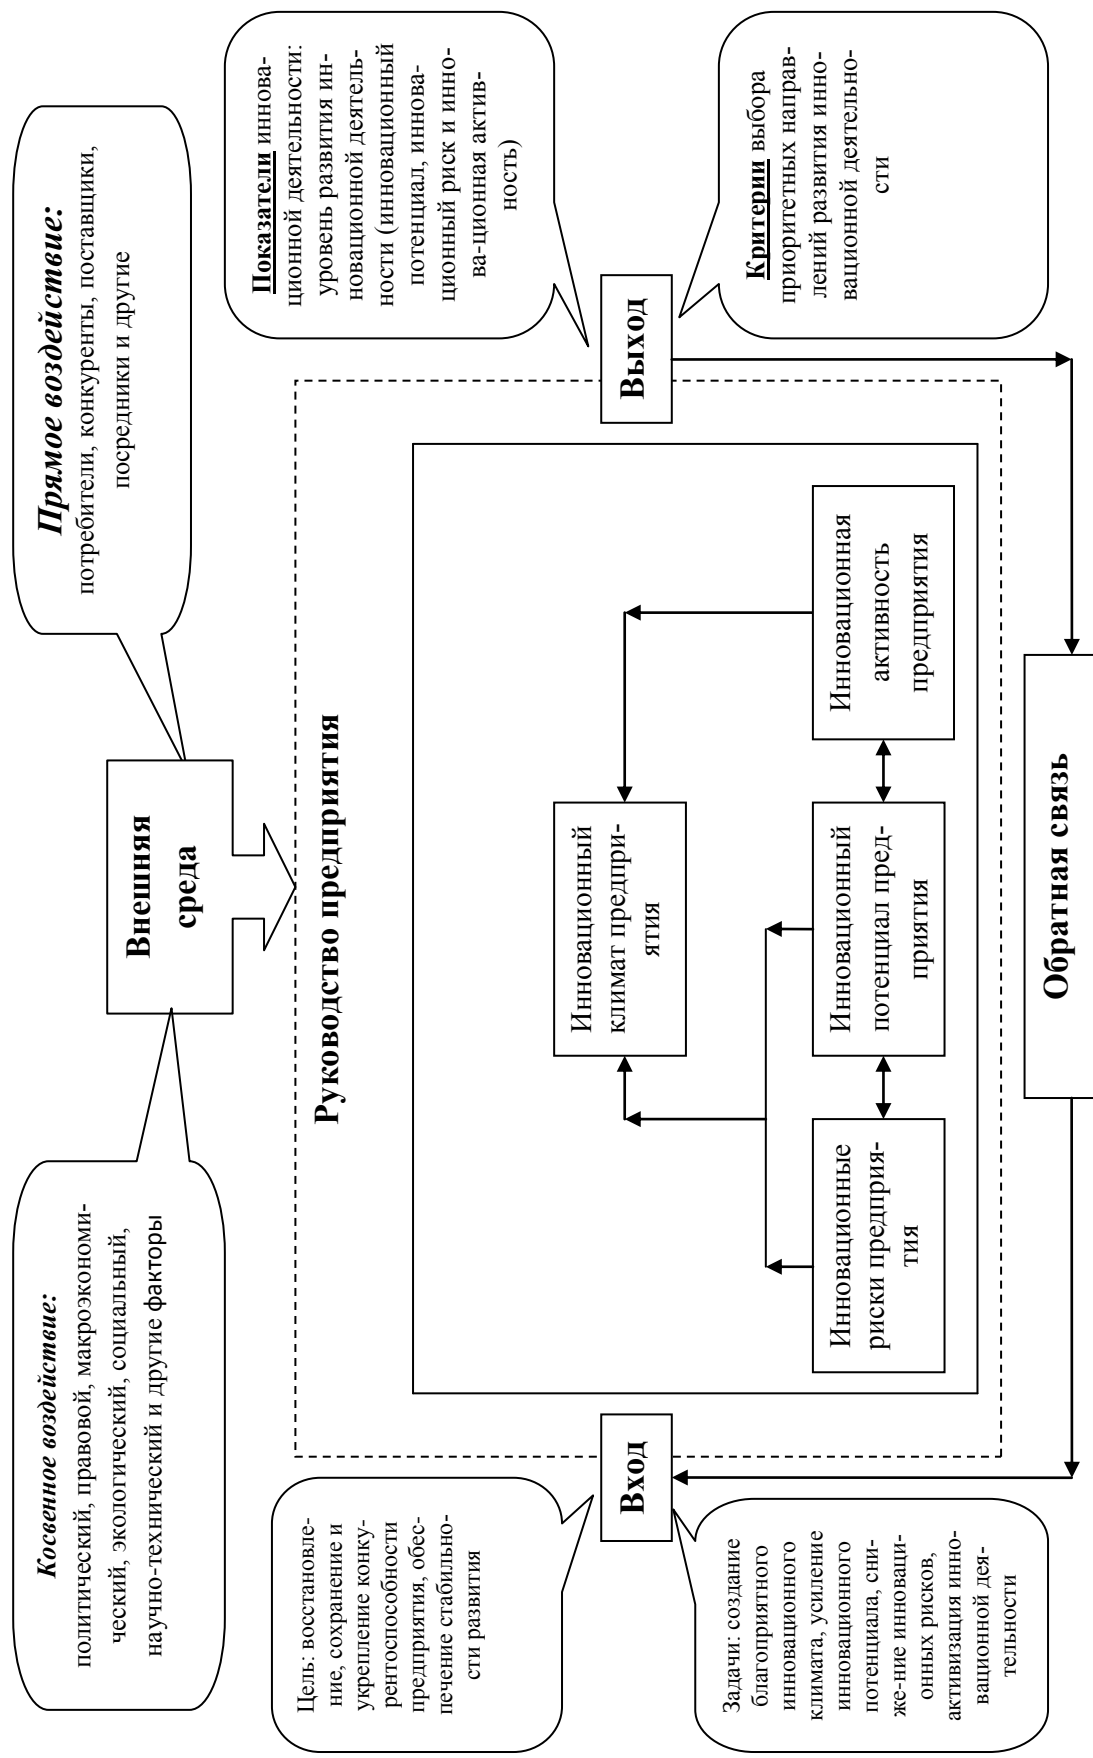 Косвенное воздействие:
политический, правовой, макроэкономи-
ческий, экологический, социальный,
научно-технический и другие факторы
Прямое воздействие:
потребители, конкуренты, поставщики,
посредники и другие
Внешняя
среда
Руководство предприятия
Цель: восстановле-
ние, сохранение и
укрепление конку-
рентоспособности
предприятия, обес-
печение стабильно-
сти развития
Вход
Задачи: создание
благоприятного
инновационного
климата, усиление
инновационного
потенциала, сни-
же-ние инноваци-
онных рисков,
активизация инно-
вационной дея-
тельности
Инновационный
климат предпри-
ятия
Инновационные
риски предприя-
тия
Инновационный
потенциал пред-
приятия
Инновационная
активность
предприятия
Показатели иннова-
ционной деятельности:
уровень развития ин-
новационной деятель-
ности (инновационный
потенциал, иннова-
ционный риск и инно-
ва-ционная актив-
ность)
Выход
Критерии выбора
приоритетных направ-
лений развития инно-
вационной деятельно-
сти
Обратная связь